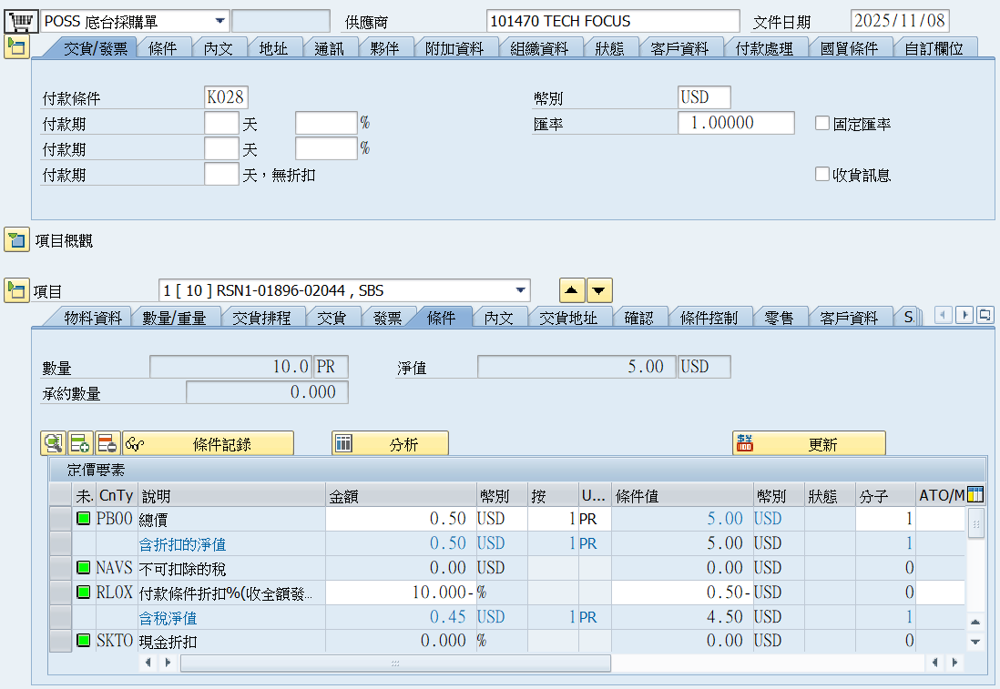 POSS 底台採購單 供應商 101470 TECH FOCUS 文件日期 2025/11/08
交貨/發票 條件 內文 地址 通訊 夥伴 附加資料 組織資料 狀態 客戶資料 付款處理 國貿條件 自訂欄位
付款條件 K028 幣別 USD
付款期 天 % 匯率 1.00000 固定匯率
付款期 天 %
付款期 天，無折扣 收貨訊息
項目概觀
項目 1 [ 10 ] RSN1-01896-02044 , SBS
物料資料 數量/重量 交貨排程 交貨 發票 條件 內文 交貨地址 確認 條件控制 零售 客戶資料 S.
數量 10.0 PR 淨值 5.00 USD
承約數量 0.000
條件記錄 分析 更新
定價要素
未. CnTy 說明 金額 幣別 按 U... 條件值 幣別 狀態 分子 ATO/M
PB00 總價 0.50 USD 1 PR 5.00 USD 1
含折扣的淨值 0.50 USD 1 PR 5.00 USD 1
NAVS 不可扣除的稅 0.00 USD 0.00 USD 0
RL0X 付款條件折扣%(收全額發... 10.000- % 0.50- USD 0
含稅淨值 0.45 USD 1 PR 4.50 USD 1
SKTO 現金折扣 0.000 % 0.00 USD 0